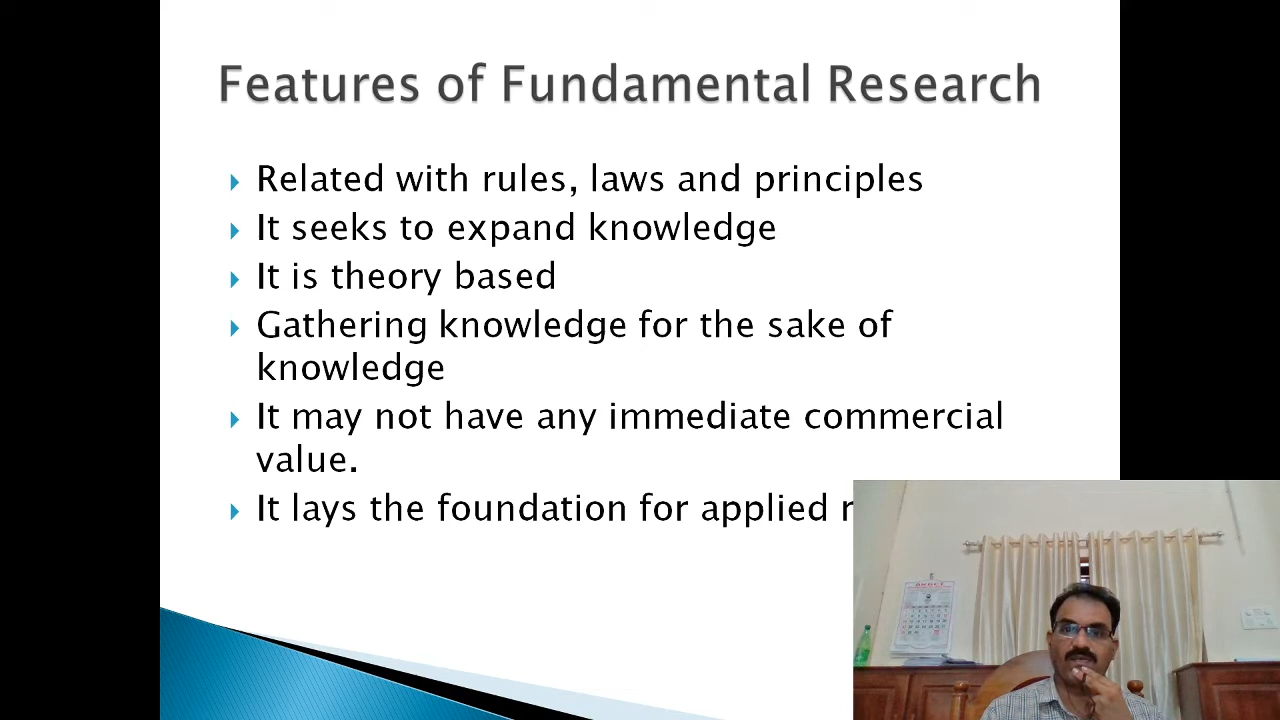 Features of Fundamental Research
Related with rules, laws and principles
It seeks to expand knowledge
It is theory based
Gathering knowledge for the sake of
knowledge
It may not have any immediate commercial
value.
It lays the foundation for applied